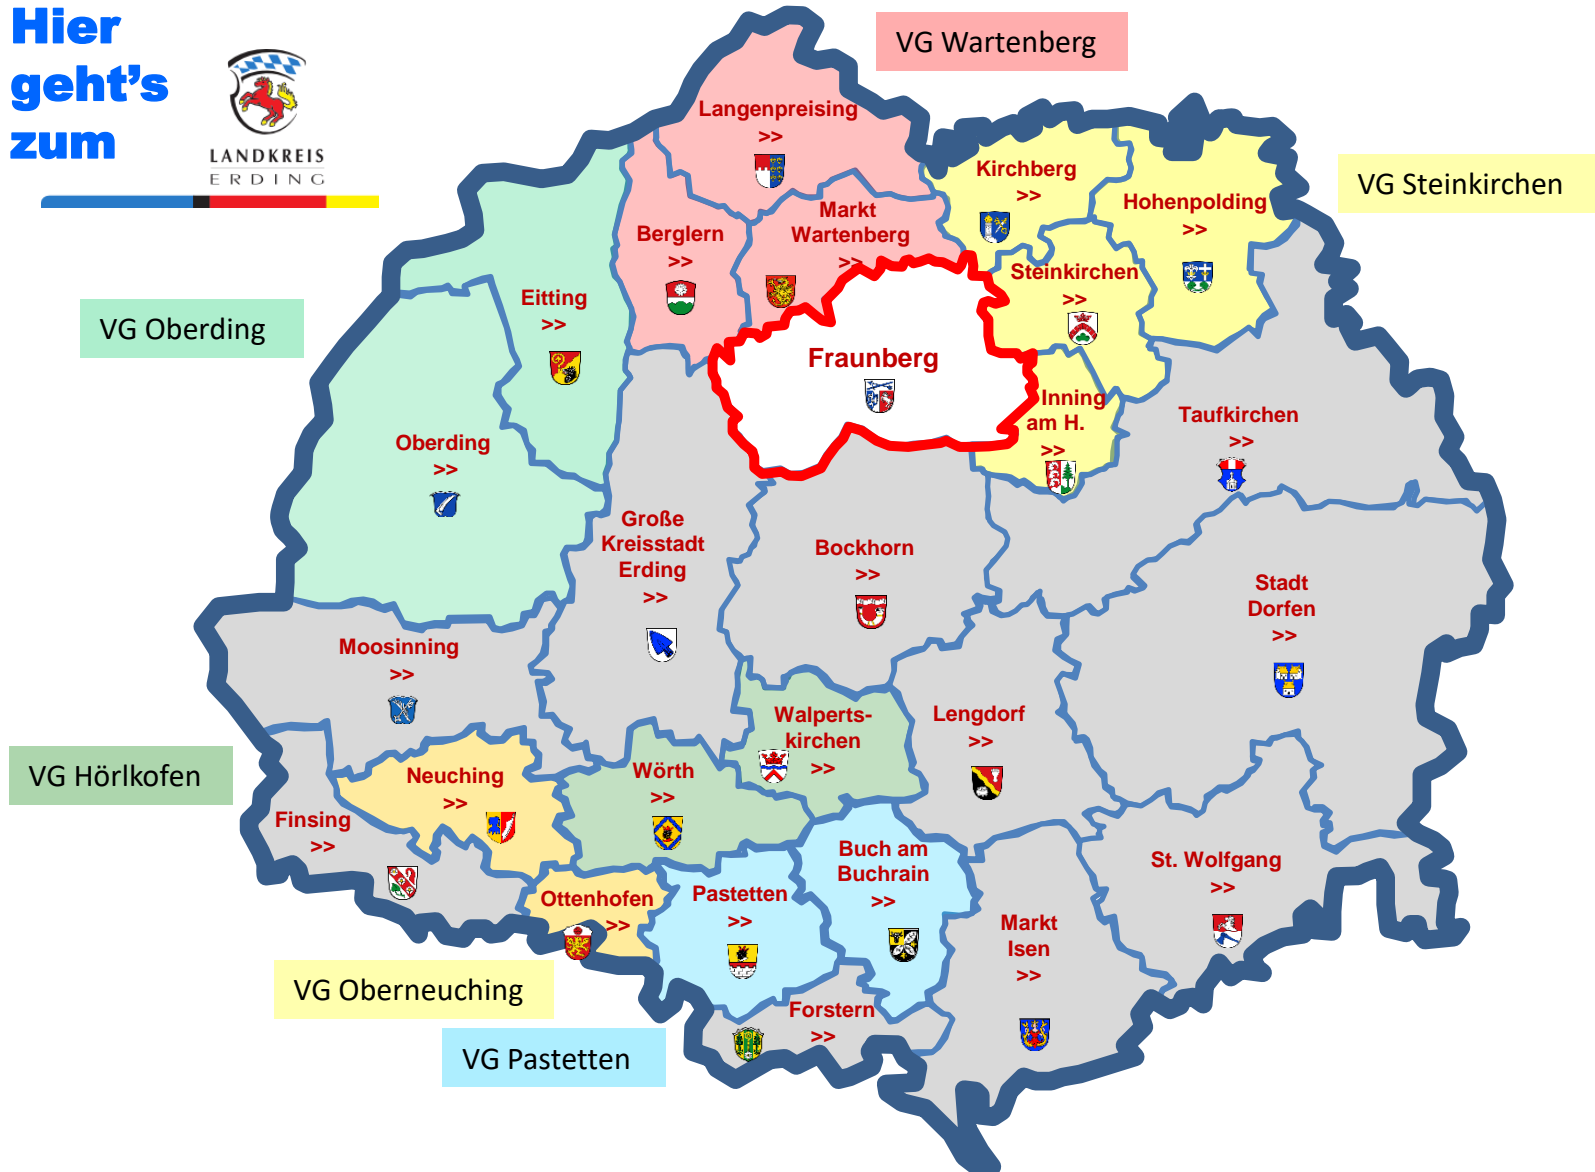 Hier
geht's
zum
LANDKREIS
ERDING
VG Wartenberg
VG Steinkirchen
VG Oberding
VG Hörlkofen
VG Oberneuching
VG Pastetten
Langenpreising
>>
Kirchberg
>>
Hohenpolding
>>
Markt
Wartenberg
>>
Berglern
>>
Steinkirchen
>>
Eitting
>>
Fraunberg
Inning
am H.
>>
Taufkirchen
>>
Oberding
>>
Große
Kreisstadt
Erding
>>
Bockhorn
>>
Stadt
Dorfen
>>
Moosinning
>>
Walperts-
kirchen
>>
Lengdorf
>>
Neuching
>>
Wörth
>>
Finsing
>>
Buch am
Buchrain
>>
St. Wolfgang
>>
Ottenhofen
>>
Pastetten
>>
Markt
Isen
>>
Forstern
>>